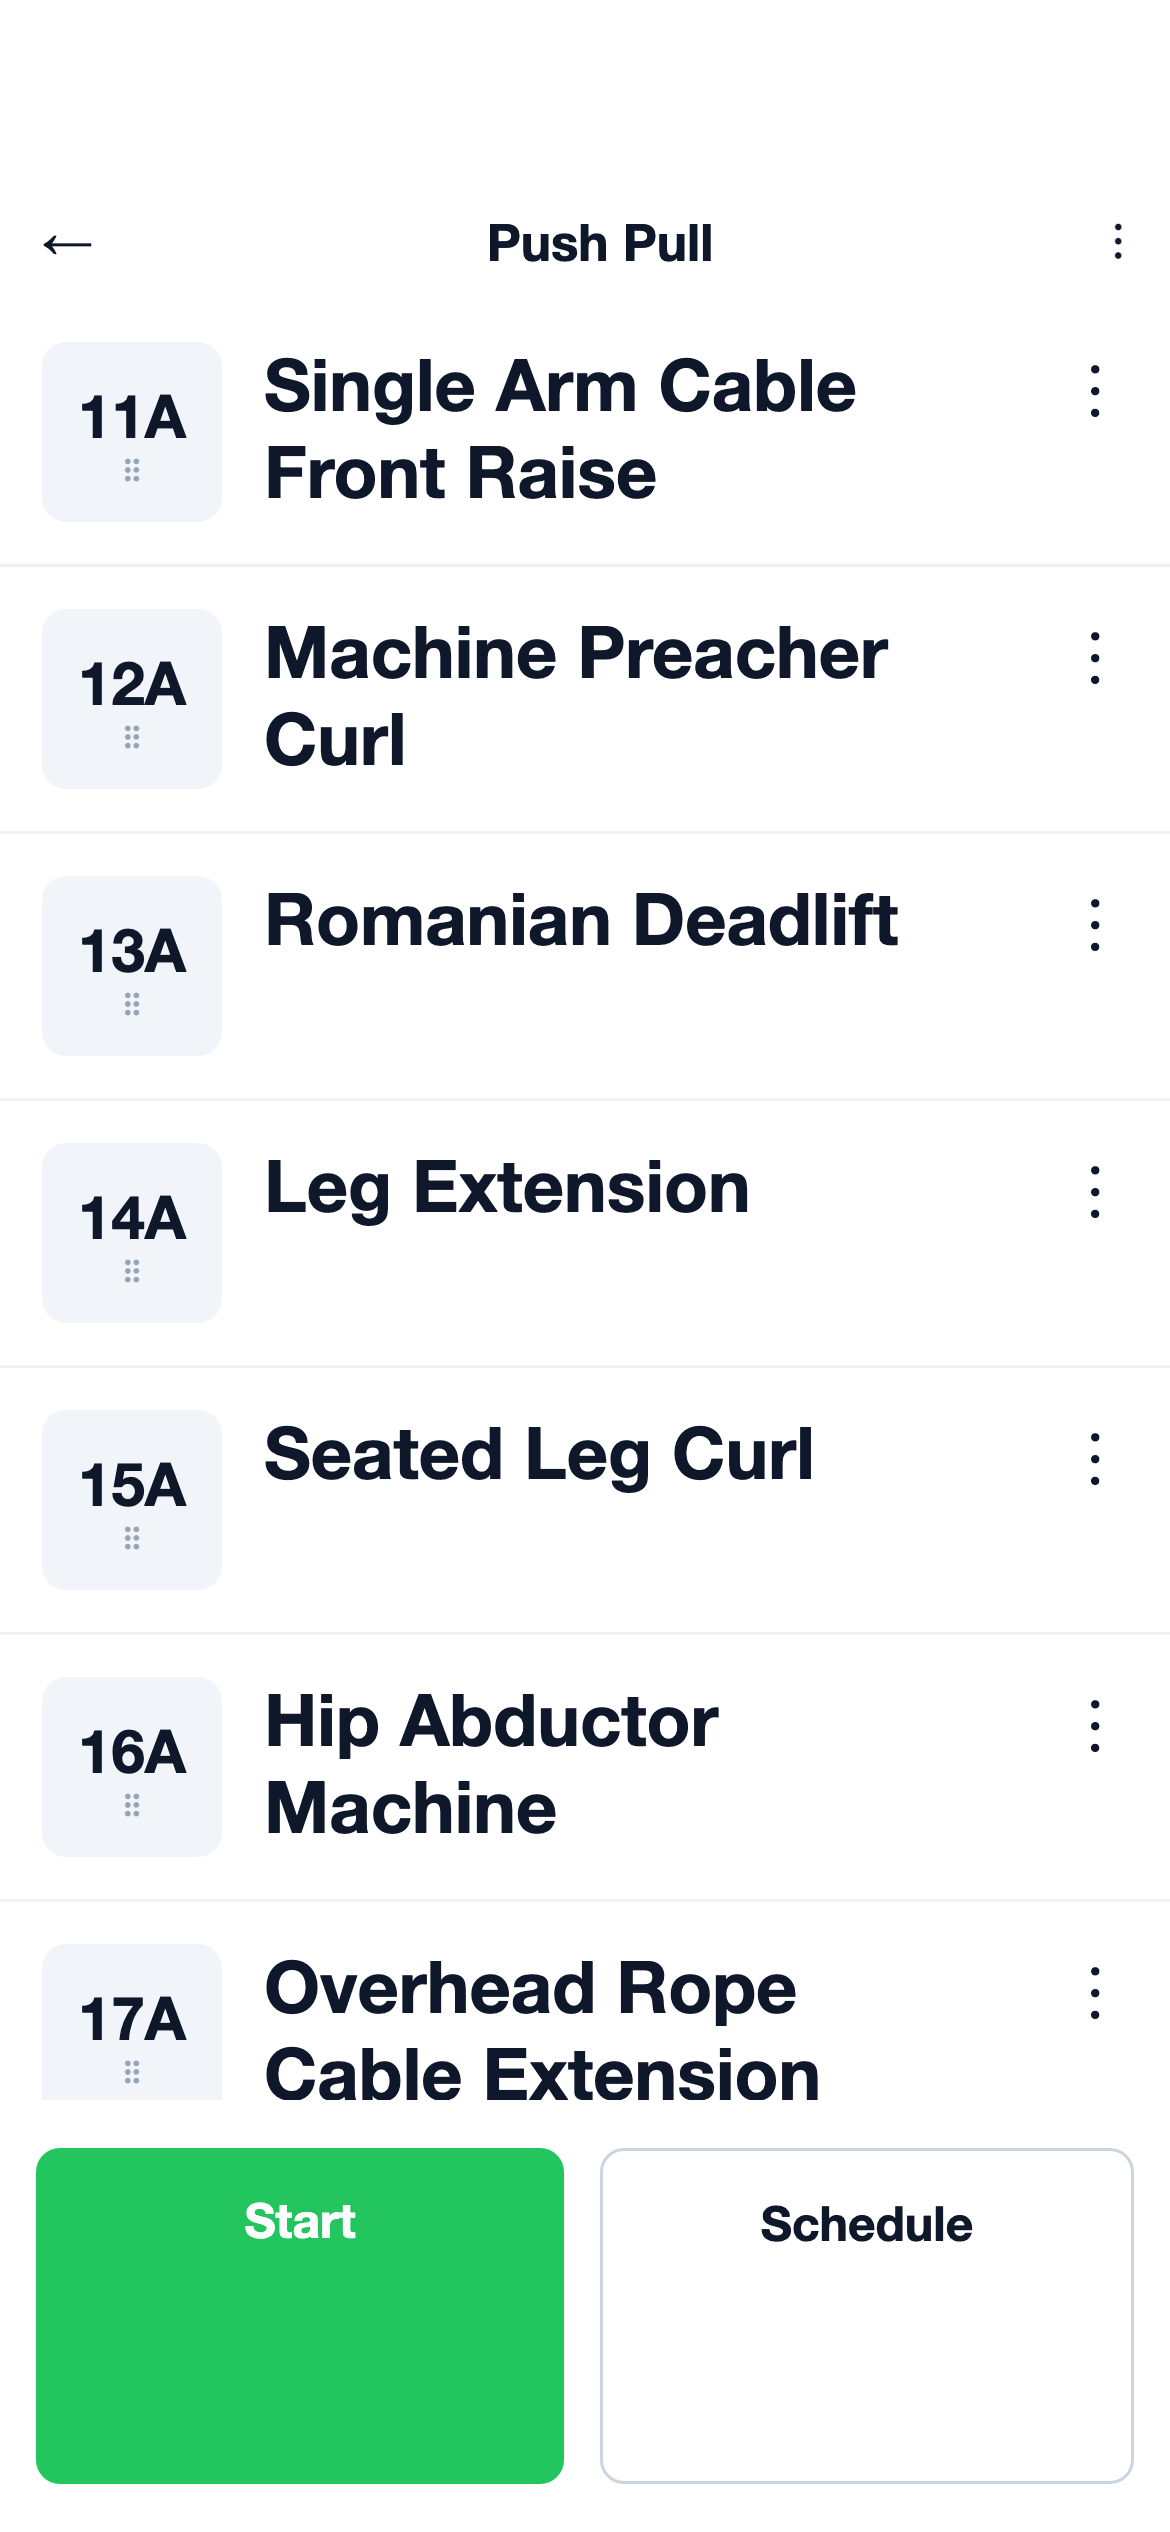 Push Pull
11A
Single Arm Cable
Front Raise
12A
Machine Preacher
Curl
13A
Romanian Deadlift
14A
Leg Extension
15A
Seated Leg Curl
16A
Hip Abductor
Machine
17A
Overhead Rope
Cable Extension
Start
Schedule